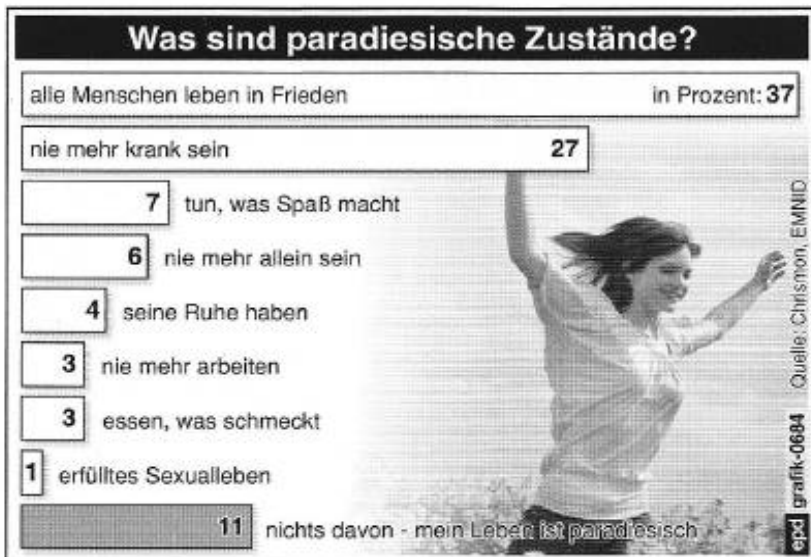 Was sind paradiesische Zustände?
alle Menschen leben in Frieden in Prozent: 37
nie mehr krank sein 27
7 tun, was Spaß macht
6 nie mehr allein sein
4 seine Ruhe haben
3 nie mehr arbeiten
3 essen, was schmeckt
1 erfülltes Sexualleben
11 nichts davon - mein Leben ist paradiesisch
epd grafik-0684 Quelle: Chrismon, EMNID